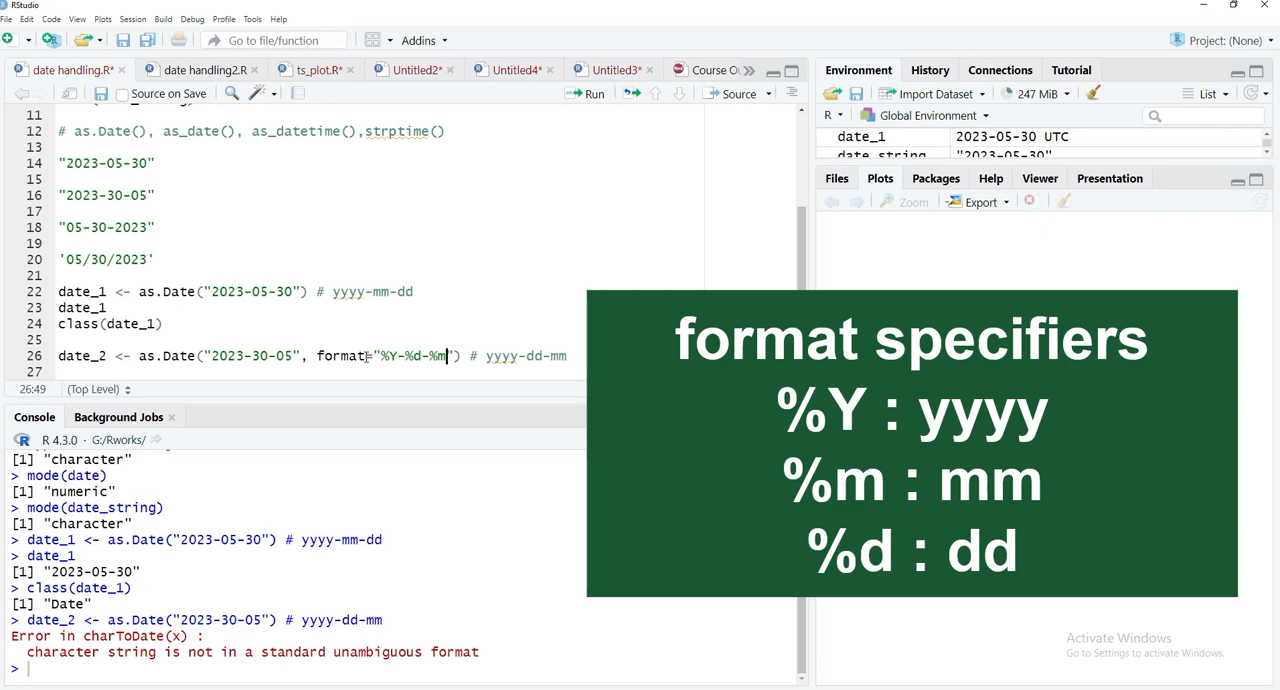 RStudio
File Edit Code View Plots Session Build Debug Profile Tools Help
Go to file/function Addins Project: (None)
date handling.R* date handling2.R ts_plot.R* Untitled2* Untitled4* Untitled3* Course O
Source on Save Run Source
11
12 # as.Date(), as_date(), as_datetime(),strptime()
13
14 "2023-05-30"
15
16 "2023-30-05"
17
18 "05-30-2023"
19
20 '05/30/2023'
21
22 date_1 <- as.Date("2023-05-30") # yyyy-mm-dd
23 date_1
24 class(date_1)
25
26 date_2 <- as.Date("2023-30-05", format="%Y-%d-%m") # yyyy-dd-mm
27
26:49 (Top Level)
Console Background Jobs
R 4.3.0 · G:/Rworks/
[1] "character"
> mode(date)
[1] "numeric"
> mode(date_string)
[1] "character"
> date_1 <- as.Date("2023-05-30") # yyyy-mm-dd
> date_1
[1] "2023-05-30"
> class(date_1)
[1] "Date"
> date_2 <- as.Date("2023-30-05") # yyyy-dd-mm
Error in charToDate(x) :
character string is not in a standard unambiguous format
>
Environment History Connections Tutorial
Import Dataset 247 MiB List
R Global Environment
date_1 2023-05-30 UTC
date_string "2023-05-30"
Files Plots Packages Help Viewer Presentation
Zoom Export
format specifiers
%Y : yyyy
%m : mm
%d : dd
Activate Windows
Go to Settings to activate Windows.